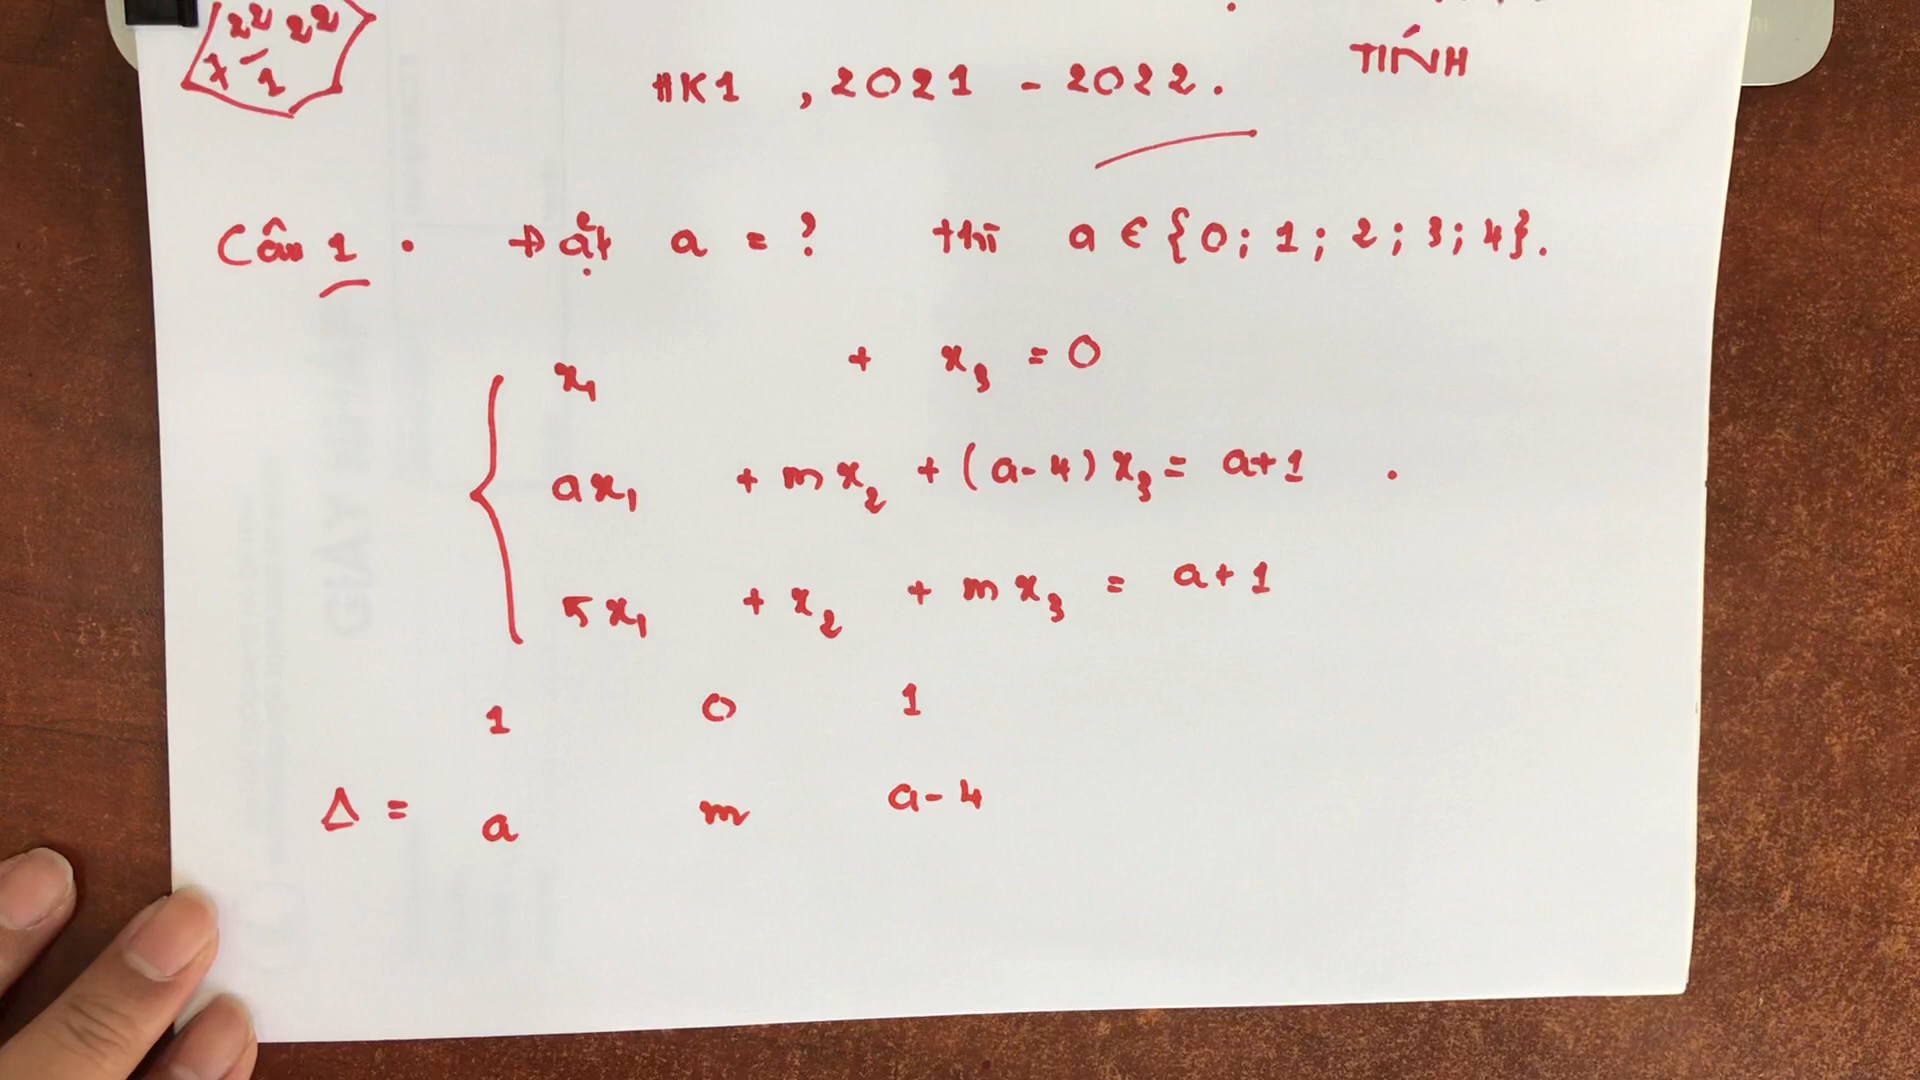 TÍNH
HK1 , 2021 - 2022.
Câu 1 . Đặt a = ? thì a ∈ {0; 1; 2; 3; 4}.
x₁ + x₃ = 0
ax₁ + mx₂ + (a-4)x₃ = a+1 .
5x₁ + x₂ + mx₃ = a+1
1 0 1
Δ = a m a-4